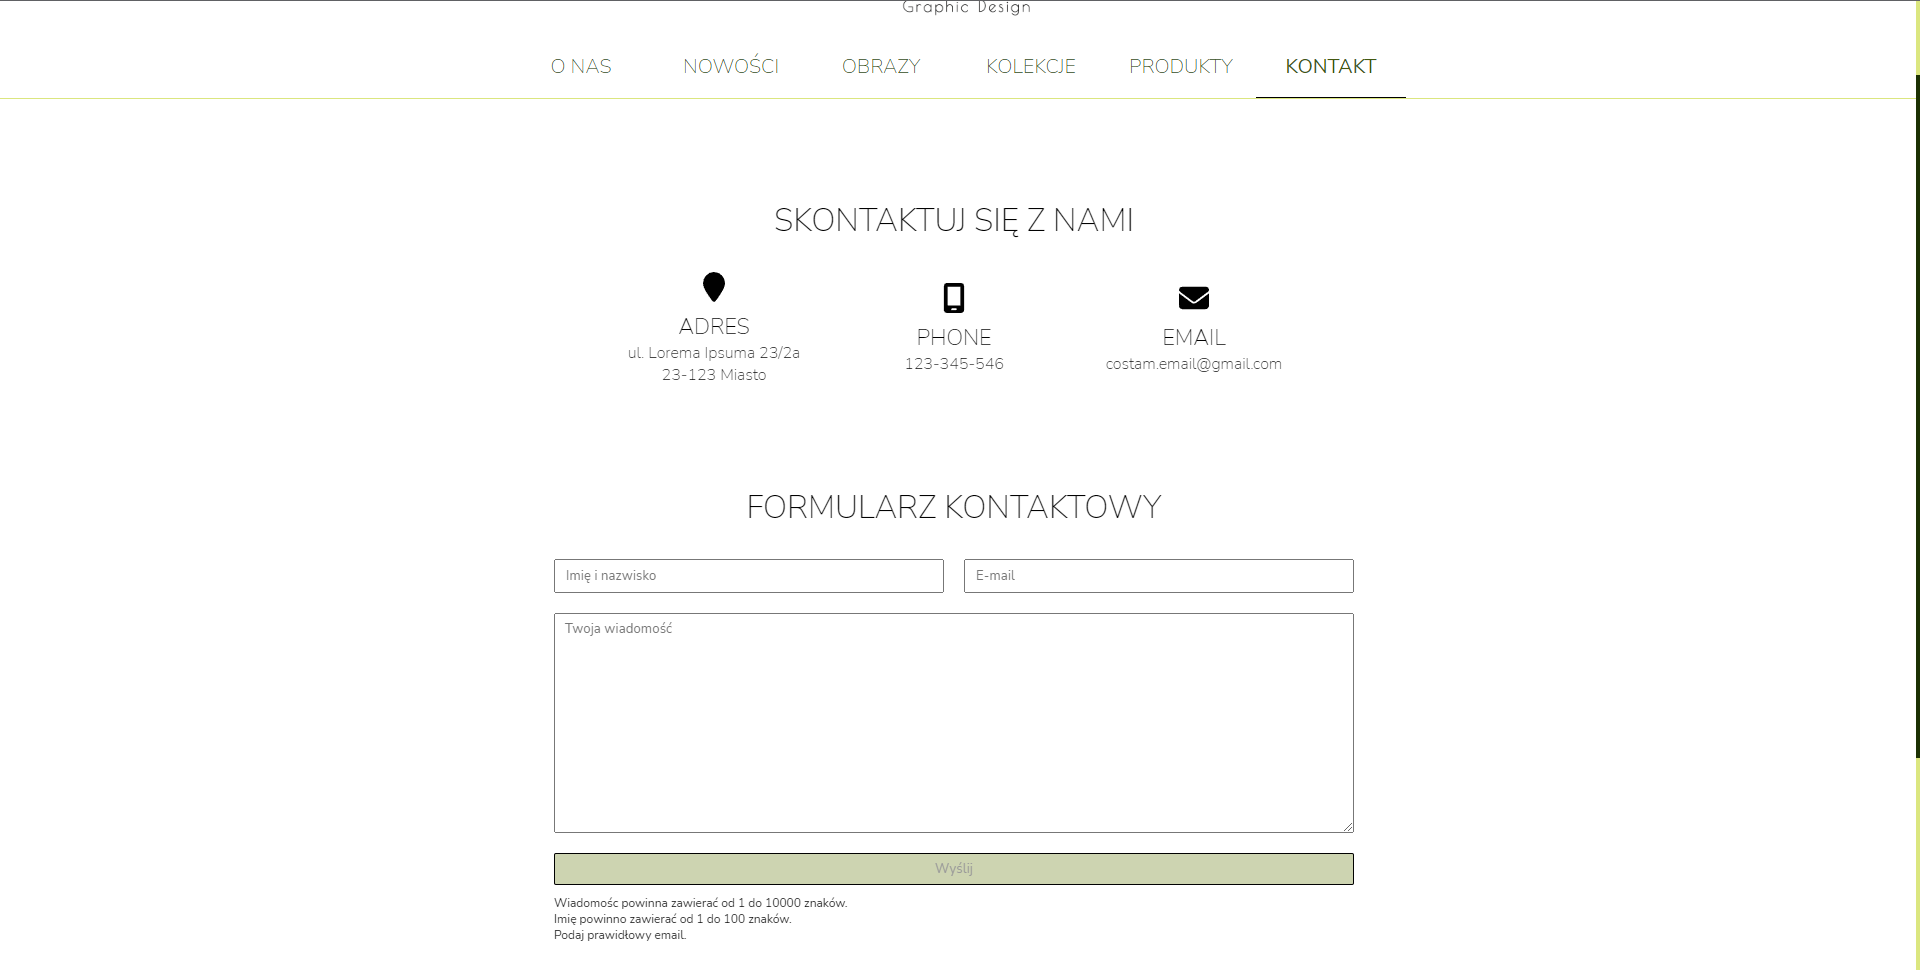 Graphic Design
O NAS NOWOŚCI OBRAZY KOLEKCJE PRODUKTY KONTAKT
SKONTAKTUJ SIĘ Z NAMI
ADRES
ul. Lorema Ipsuma 23/2a
23-123 Miasto
PHONE
123-345-546
EMAIL
costam.email@gmail.com
FORMULARZ KONTAKTOWY
Imię i nazwisko
E-mail
Twoja wiadomość
Wyślij
Wiadomośc powinna zawierać od 1 do 10000 znaków.
Imię powinno zawierać od 1 do 100 znaków.
Podaj prawidłowy email.